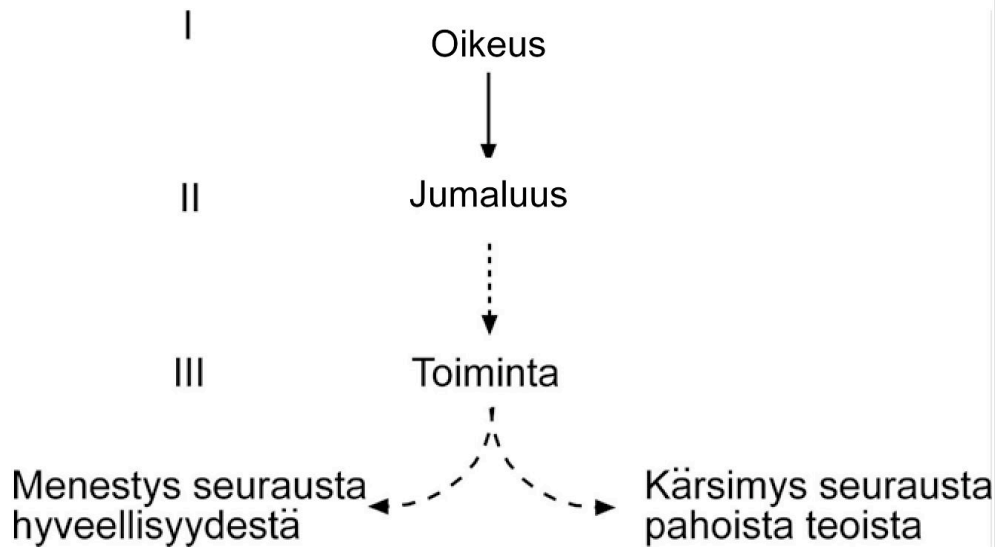 I
Oikeus
II
Jumaluus
III
Toiminta
Menestys seurausta
hyveellisyydestä
Kärsimys seurausta
pahoista teoista